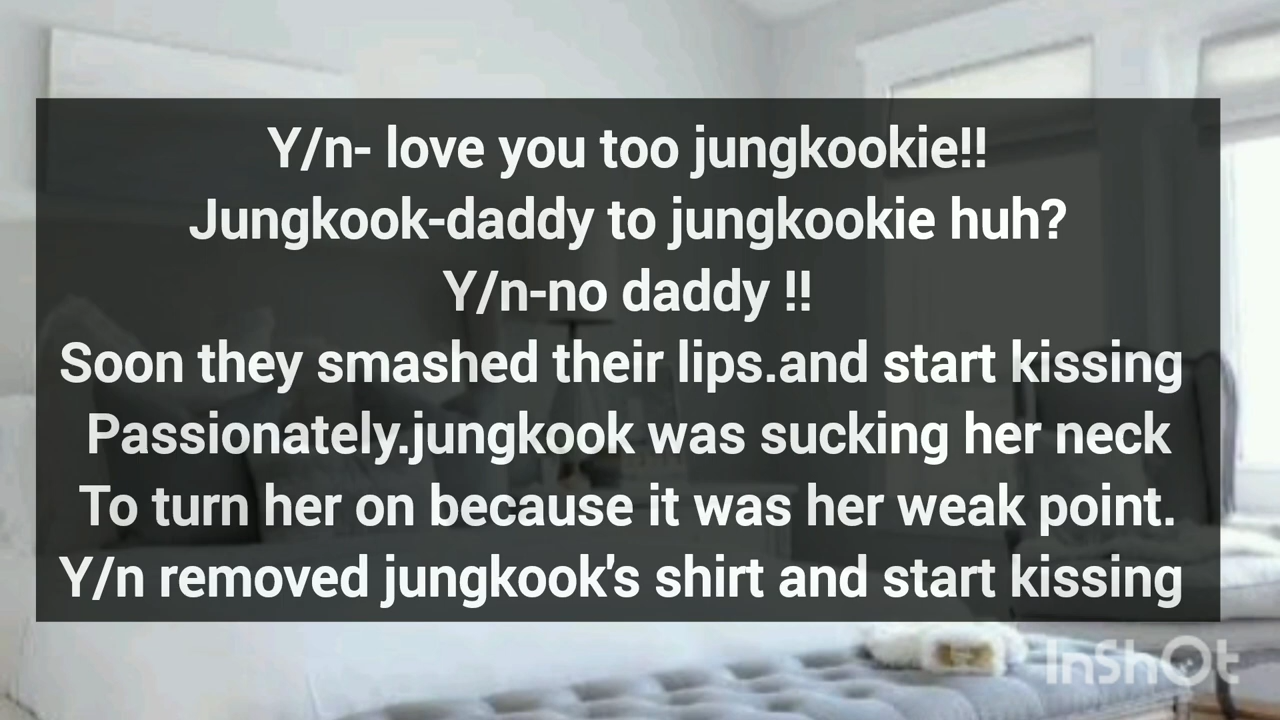 Y/n- love you too jungkookie!!
Jungkook-daddy to jungkookie huh?
Y/n-no daddy !!
Soon they smashed their lips.and start kissing
Passionately.jungkook was sucking her neck
To turn her on because it was her weak point.
Y/n removed jungkook's shirt and start kissing
InShOt